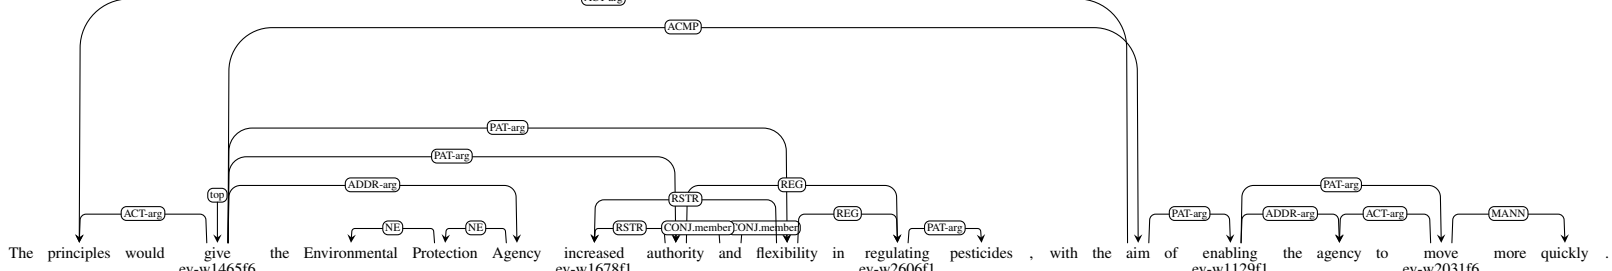 ACMP
PAT-arg
PAT-arg
ADDR-arg REG PAT-arg
top RSTR
ACT-arg REG PAT-arg ADDR-arg ACT-arg MANN
NE NE RSTR CONJ.member CONJ.member PAT-arg
The principles would give the Environmental Protection Agency increased authority and flexibility in regulating pesticides , with the aim of enabling the agency to move more quickly .
ev-w1465f6 ev-w1678f1 ev-w2606f1 ev-w1129f1 ev-w2031f6